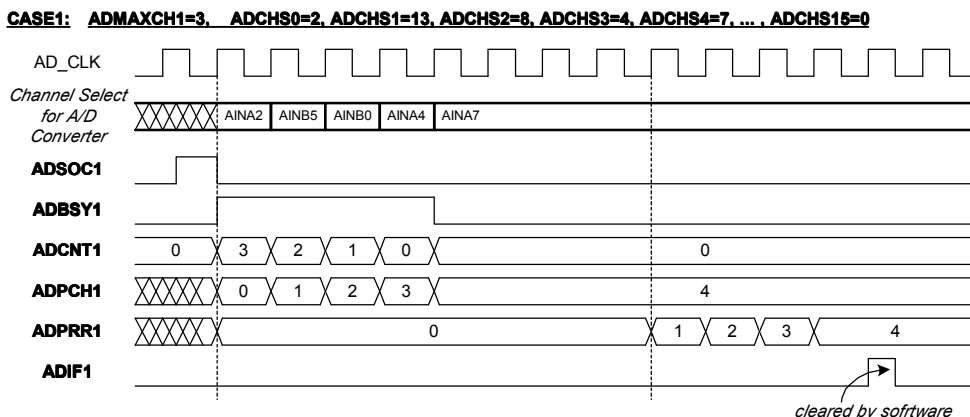 CASE1: ADMAXCH1=3, ADCHS0=2, ADCHS1=13, ADCHS2=8, ADCHS3=4, ADCHS4=7, ... , ADCHS15=0
AD_CLK
Channel Select
for A/D
Converter
AINA2 AINB5 AINB0 AINA4 AINA7
ADSOC1
ADBSY1
ADCNT1 0 3 2 1 0 0
ADPCH1 0 1 2 3 4
ADPRR1 0 1 2 3 4
ADIF1
cleared by sofrtware